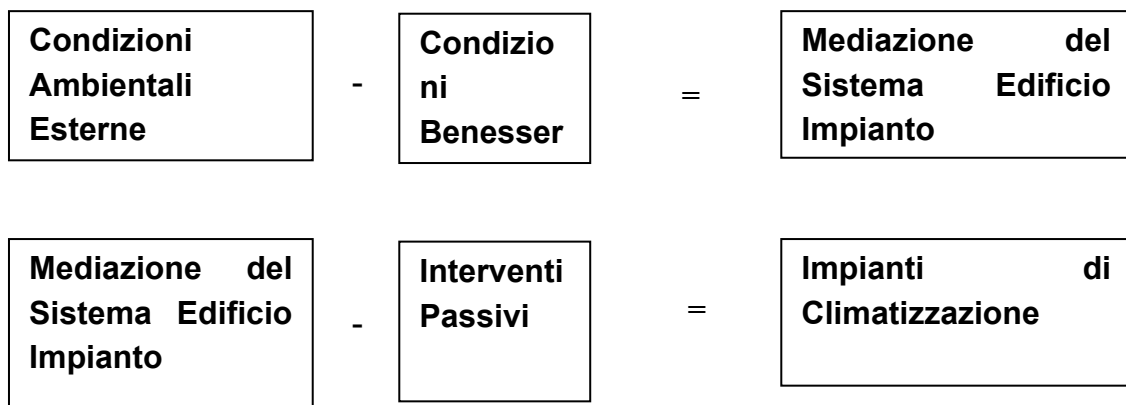 Condizioni
Ambientali
Esterne
-
Condizio
ni
Benesser
=
Mediazione del
Sistema Edificio
Impianto
Mediazione del
Sistema Edificio
Impianto
-
Interventi
Passivi
=
Impianti di
Climatizzazione